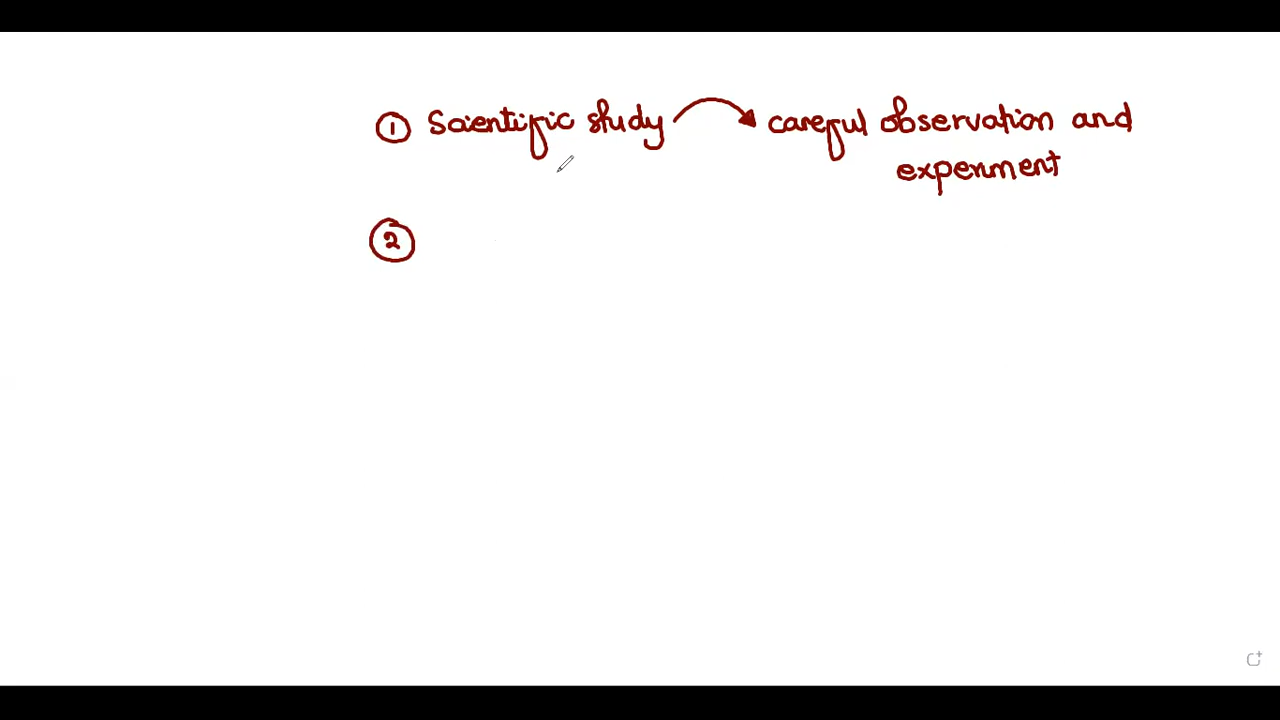 ① Scientific study careful observation and
experiment
②